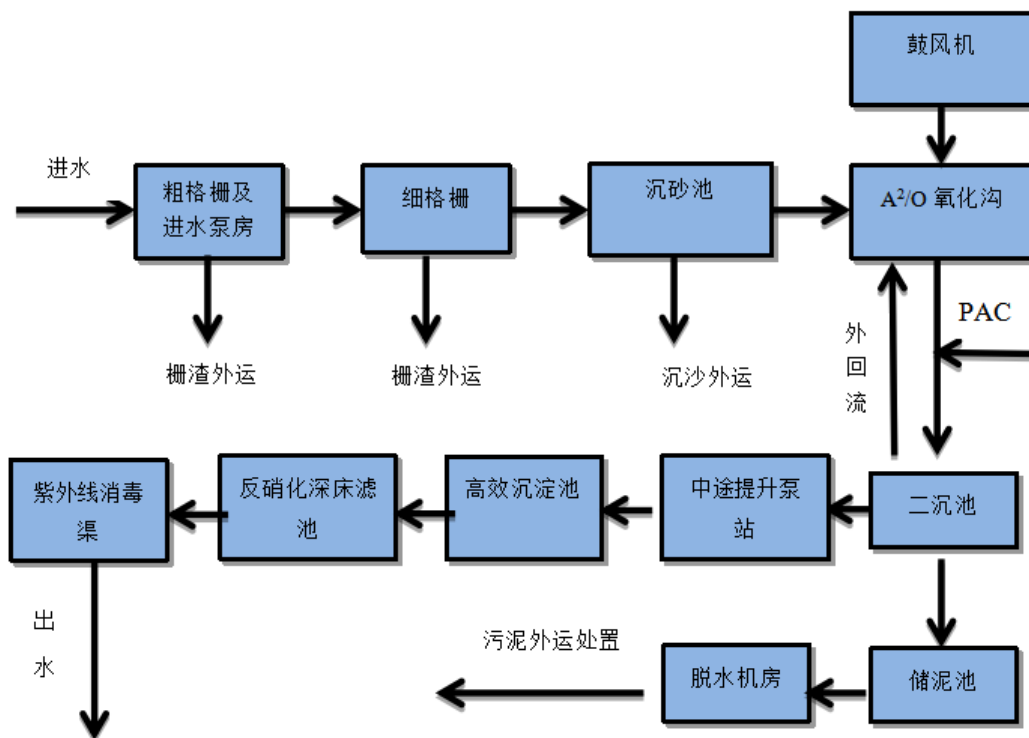 鼓风机
进水
粗格栅及
进水泵房
细格栅
沉砂池
A²/O 氧化沟
栅渣外运
栅渣外运
沉沙外运
外
回
流
PAC
紫外线消毒
渠
反硝化深床滤
池
高效沉淀池
中途提升泵
站
二沉池
出
水
污泥外运处置
脱水机房
储泥池